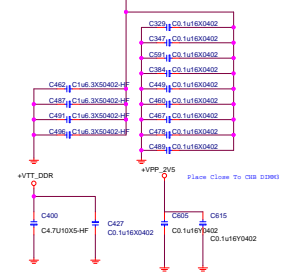 C329 C0.1u16X0402
C347 C0.1u16X0402
C591 C0.1u16X0402
C384 C0.1u16X0402
C462 C1u6.3X50402-HF C449 C0.1u16X0402
C487 C1u6.3X50402-HF C460 C0.1u16X0402
C491 C1u6.3X50402-HF C467 C0.1u16X0402
C496 C1u6.3X50402-HF C478 C0.1u16X0402
C489 C0.1u16X0402
+VTT_DDR +VPP_2V5 Place Close To CHB DIMM3
C400 C427 C605 C615
C4.7U10X5-HF C0.1u16X0402 C0.1u16Y0402 C0.1u16Y0402